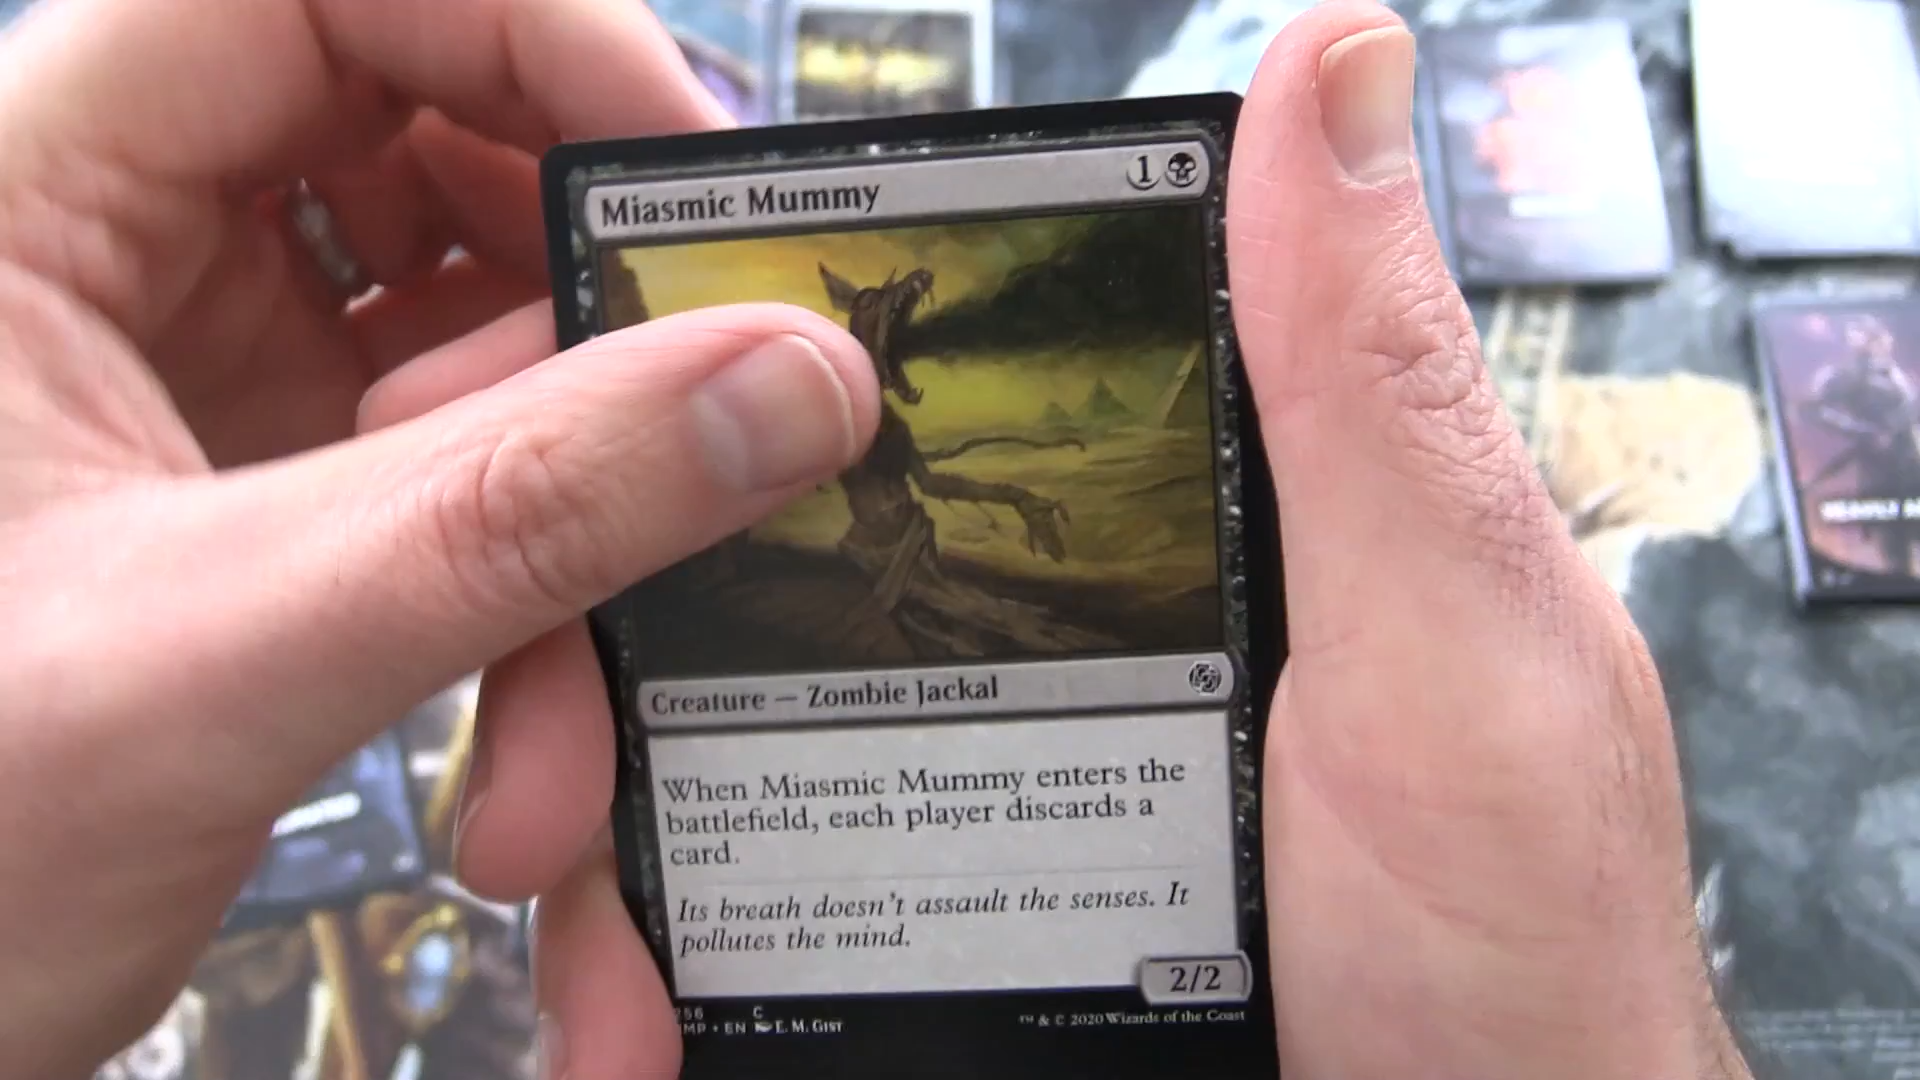 Miasmic Mummy 1
Creature — Zombie Jackal
When Miasmic Mummy enters the
battlefield, each player discards a
card.
Its breath doesn't assault the senses. It
pollutes the mind.
2/2
56 C
MP • EN E. M. Gist
™ & © 2020 Wizards of the Coast